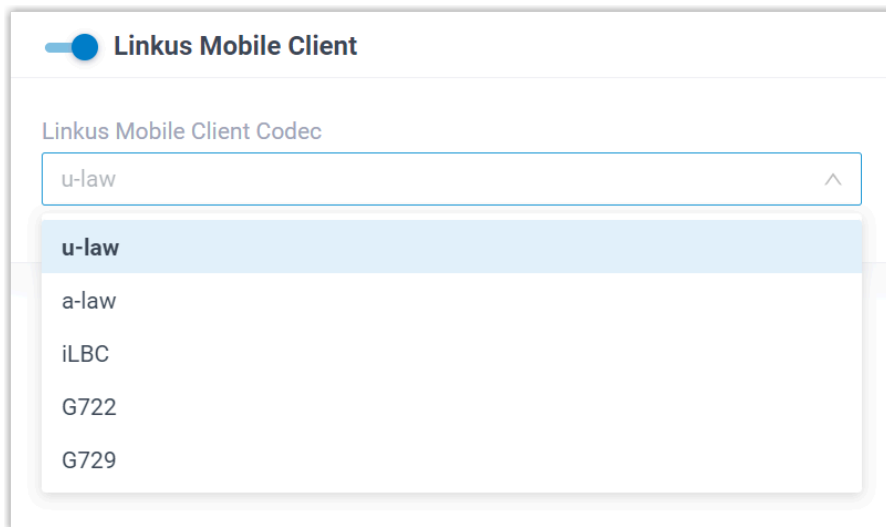 Linkus Mobile Client
Linkus Mobile Client Codec
u-law
u-law
a-law
iLBC
G722
G729